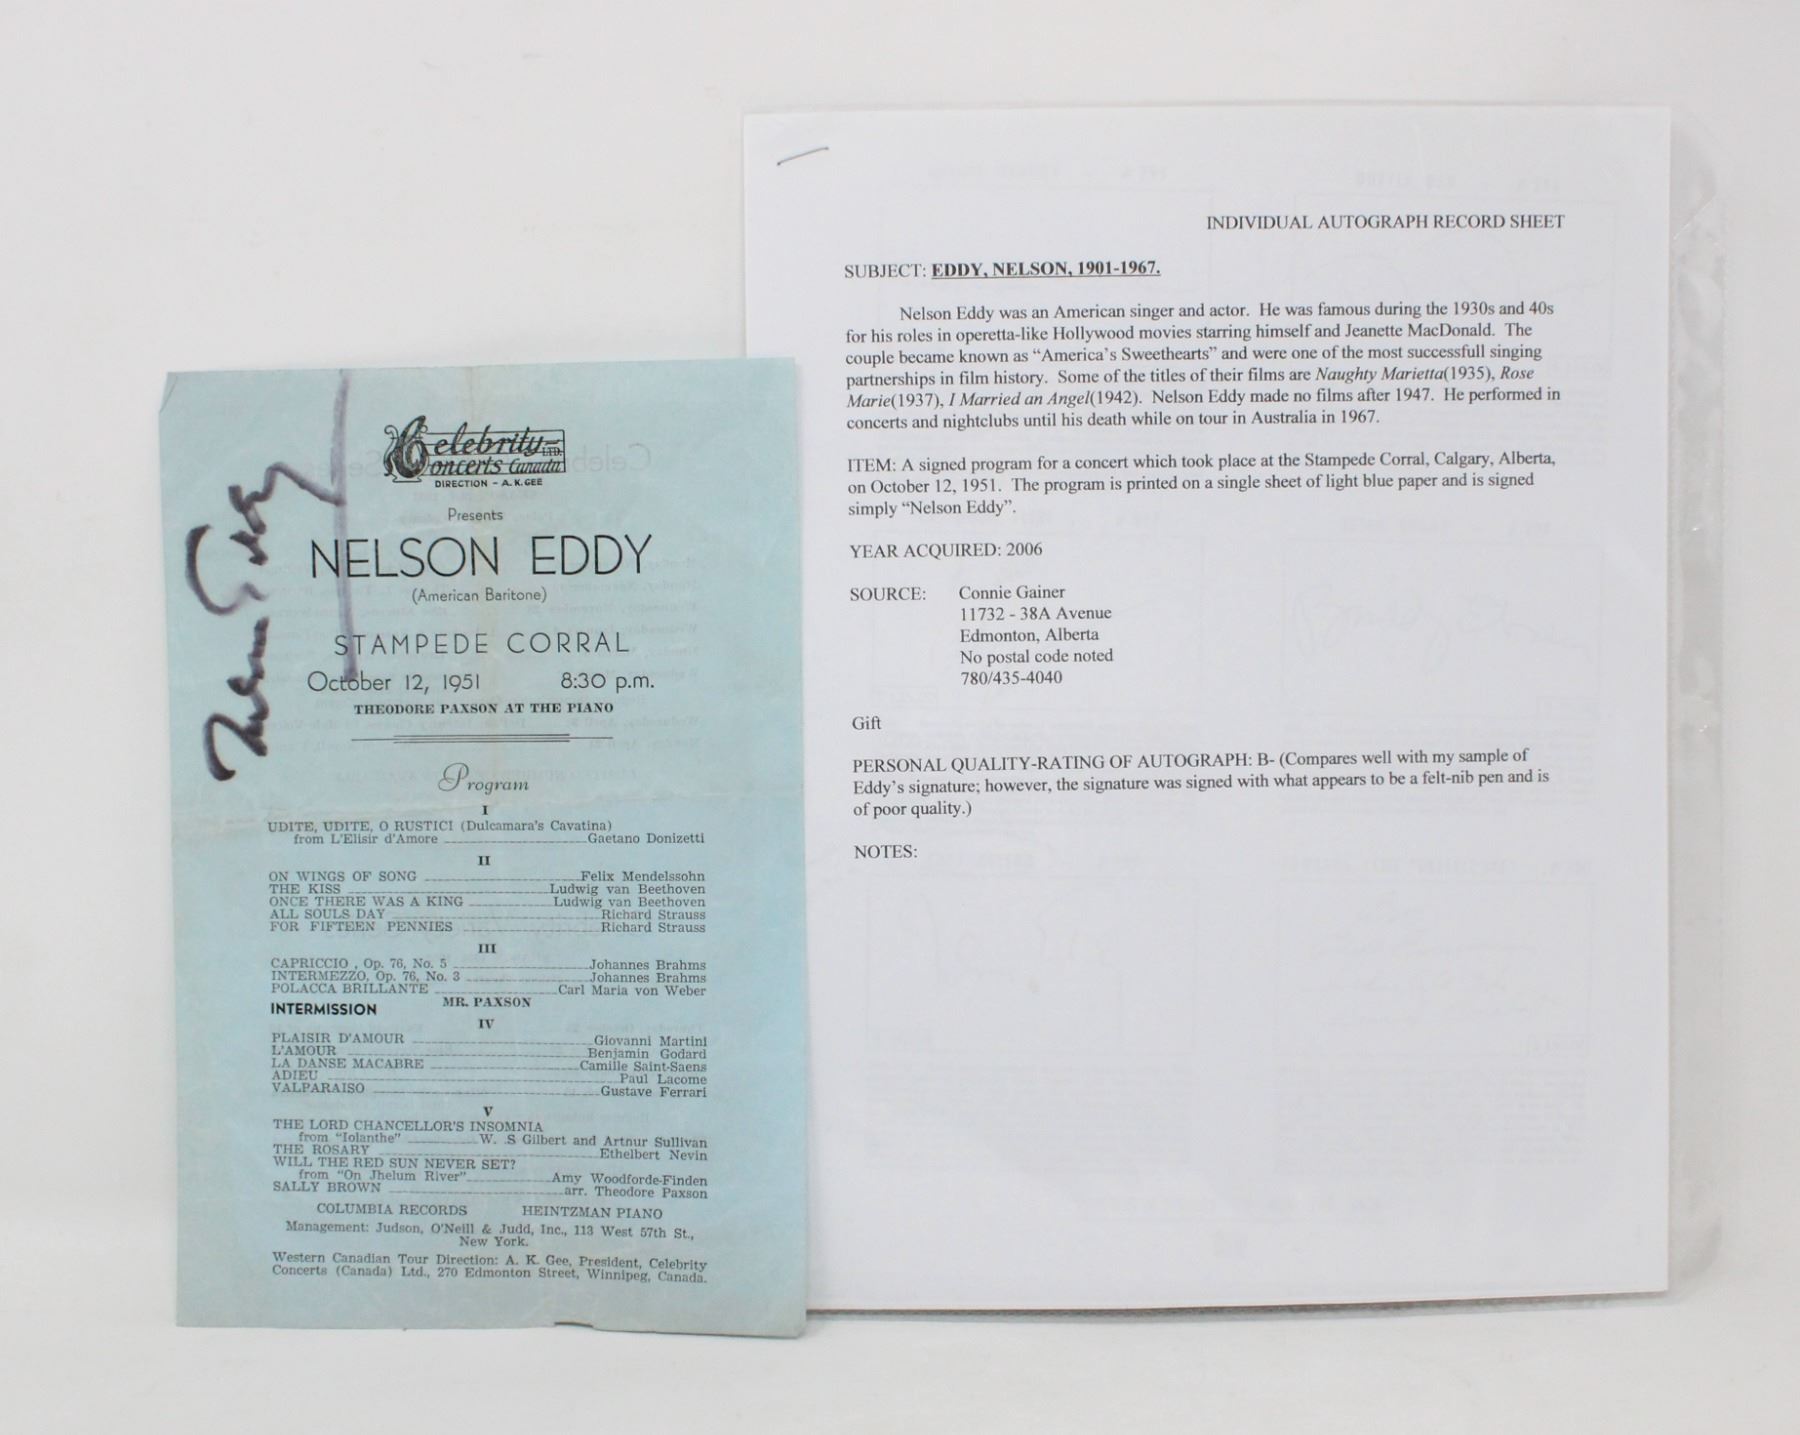 Nelson Eddy
Celebrity
Concerts Canada LTD.
DIRECTION - A. K. GEE
Presents
NELSON EDDY
(American Baritone)
STAMPEDE CORRAL
October 12, 1951 8:30 p.m.
THEODORE PAXSON AT THE PIANO
Program
I
UDITE, UDITE, O RUSTICI (Dulcamara's Cavatina)
from L'Elisir d'Amore Gaetano Donizetti
II
ON WINGS OF SONG Felix Mendelssohn
THE KISS Ludwig van Beethoven
ONCE THERE WAS A KING Ludwig van Beethoven
ALL SOULS DAY Richard Strauss
FOR FIFTEEN PENNIES Richard Strauss
III
CAPRICCIO , Op. 76, No. 5 Johannes Brahms
INTERMEZZO, Op. 76, No. 3 Johannes Brahms
POLACCA BRILLANTE Carl Maria von Weber
MR. PAXSON
INTERMISSION
IV
PLAISIR D'AMOUR Giovanni Martini
L'AMOUR Benjamin Godard
LA DANSE MACABRE Camille Saint-Saens
ADIEU Paul Lacome
VALPARAISO Gustave Ferrari
V
THE LORD CHANCELLOR'S INSOMNIA
from "Iolanthe" W. .S Gilbert and Artnur Sullivan
THE ROSARY Ethelbert Nevin
WILL THE RED SUN NEVER SET?
from "On Jhelum River" Amy Woodforde-Finden
SALLY BROWN arr. Theodore Paxson
COLUMBIA RECORDS HEINTZMAN PIANO
Management: Judson, O'Neill & Judd, Inc., 113 West 57th St.,
New York.
Western Canadian Tour Direction: A. K. Gee, President, Celebrity
Concerts (Canada) Ltd., 270 Edmonton Street, Winnipeg, Canada.
INDIVIDUAL AUTOGRAPH RECORD SHEET
SUBJECT: EDDY, NELSON, 1901-1967.
Nelson Eddy was an American singer and actor. He was famous during the 1930s and 40s
for his roles in operetta-like Hollywood movies starring himself and Jeanette MacDonald. The
couple became known as “America's Sweethearts” and were one of the most successfull singing
partnerships in film history. Some of the titles of their films are Naughty Marietta(1935), Rose
Marie(1937), I Married an Angel(1942). Nelson Eddy made no films after 1947. He performed in
concerts and nightclubs until his death while on tour in Australia in 1967.
ITEM: A signed program for a concert which took place at the Stampede Corral, Calgary, Alberta,
on October 12, 1951. The program is printed on a single sheet of light blue paper and is signed
simply “Nelson Eddy”.
YEAR ACQUIRED: 2006
SOURCE: Connie Gainer
11732 - 38A Avenue
Edmonton, Alberta
No postal code noted
780/435-4040
Gift
PERSONAL QUALITY-RATING OF AUTOGRAPH: B- (Compares well with my sample of
Eddy's signature; however, the signature was signed with what appears to be a felt-nib pen and is
of poor quality.)
NOTES: